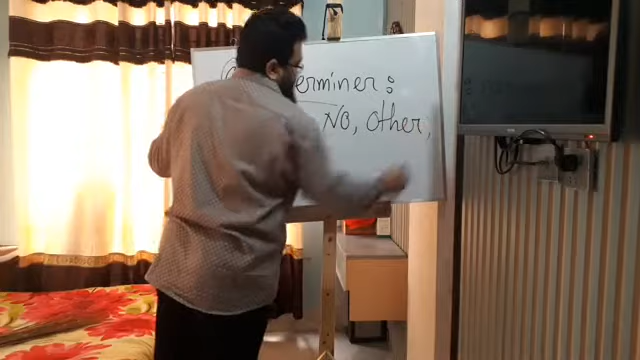 erminer :
No, Other,